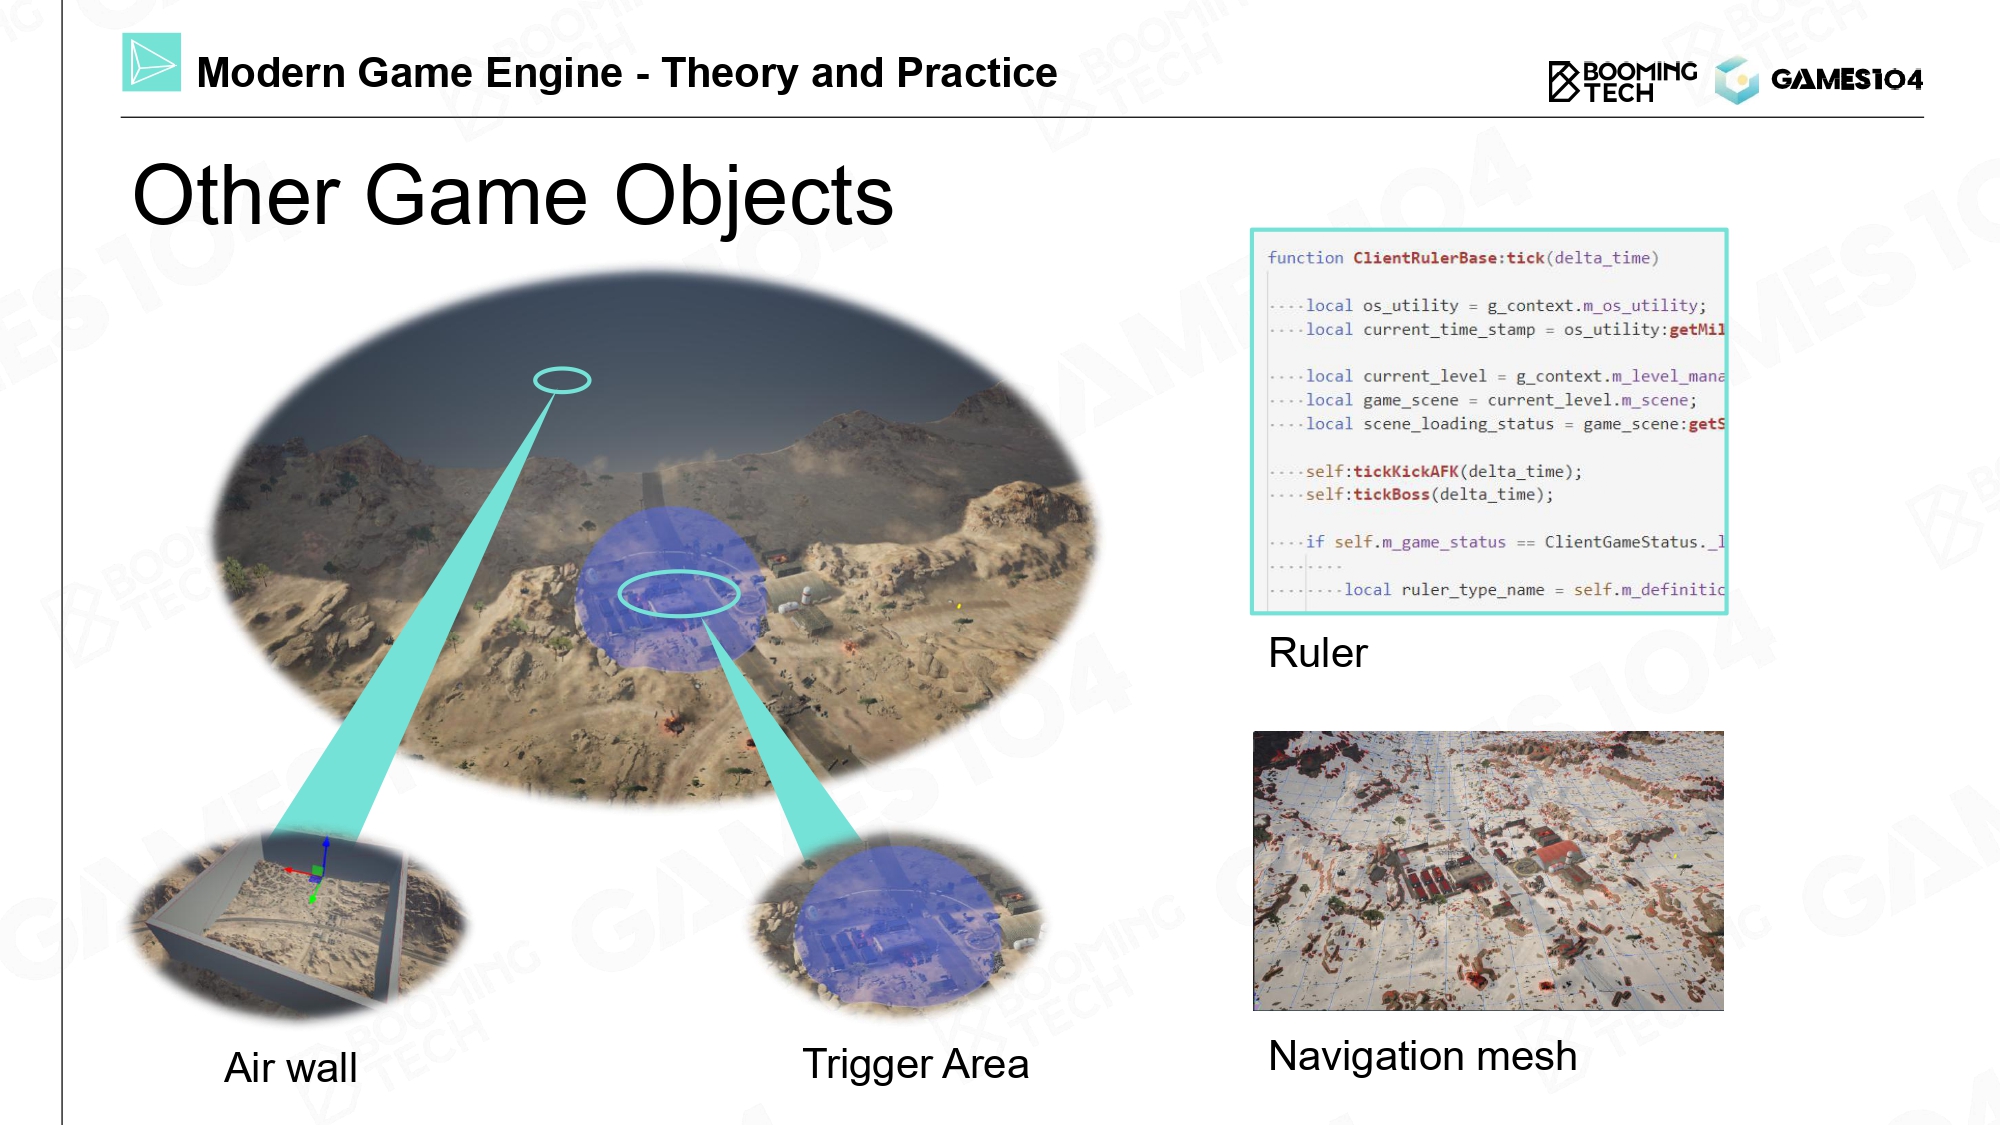 Modern Game Engine - Theory and Practice
BOOMING
TECH
GAMES104
Other Game Objects
function ClientRulerBase:tick(delta_time)
····local os_utility = g_context.m_os_utility;
····local current_time_stamp = os_utility:getMil
····local current_level = g_context.m_level_mana
····local game_scene = current_level.m_scene;
····local scene_loading_status = game_scene:getS
····self:tickKickAFK(delta_time);
····self:tickBoss(delta_time);
····if self.m_game_status == ClientGameStatus._l
········
········local ruler_type_name = self.m_definitic
Ruler
Air wall
Trigger Area
Navigation mesh